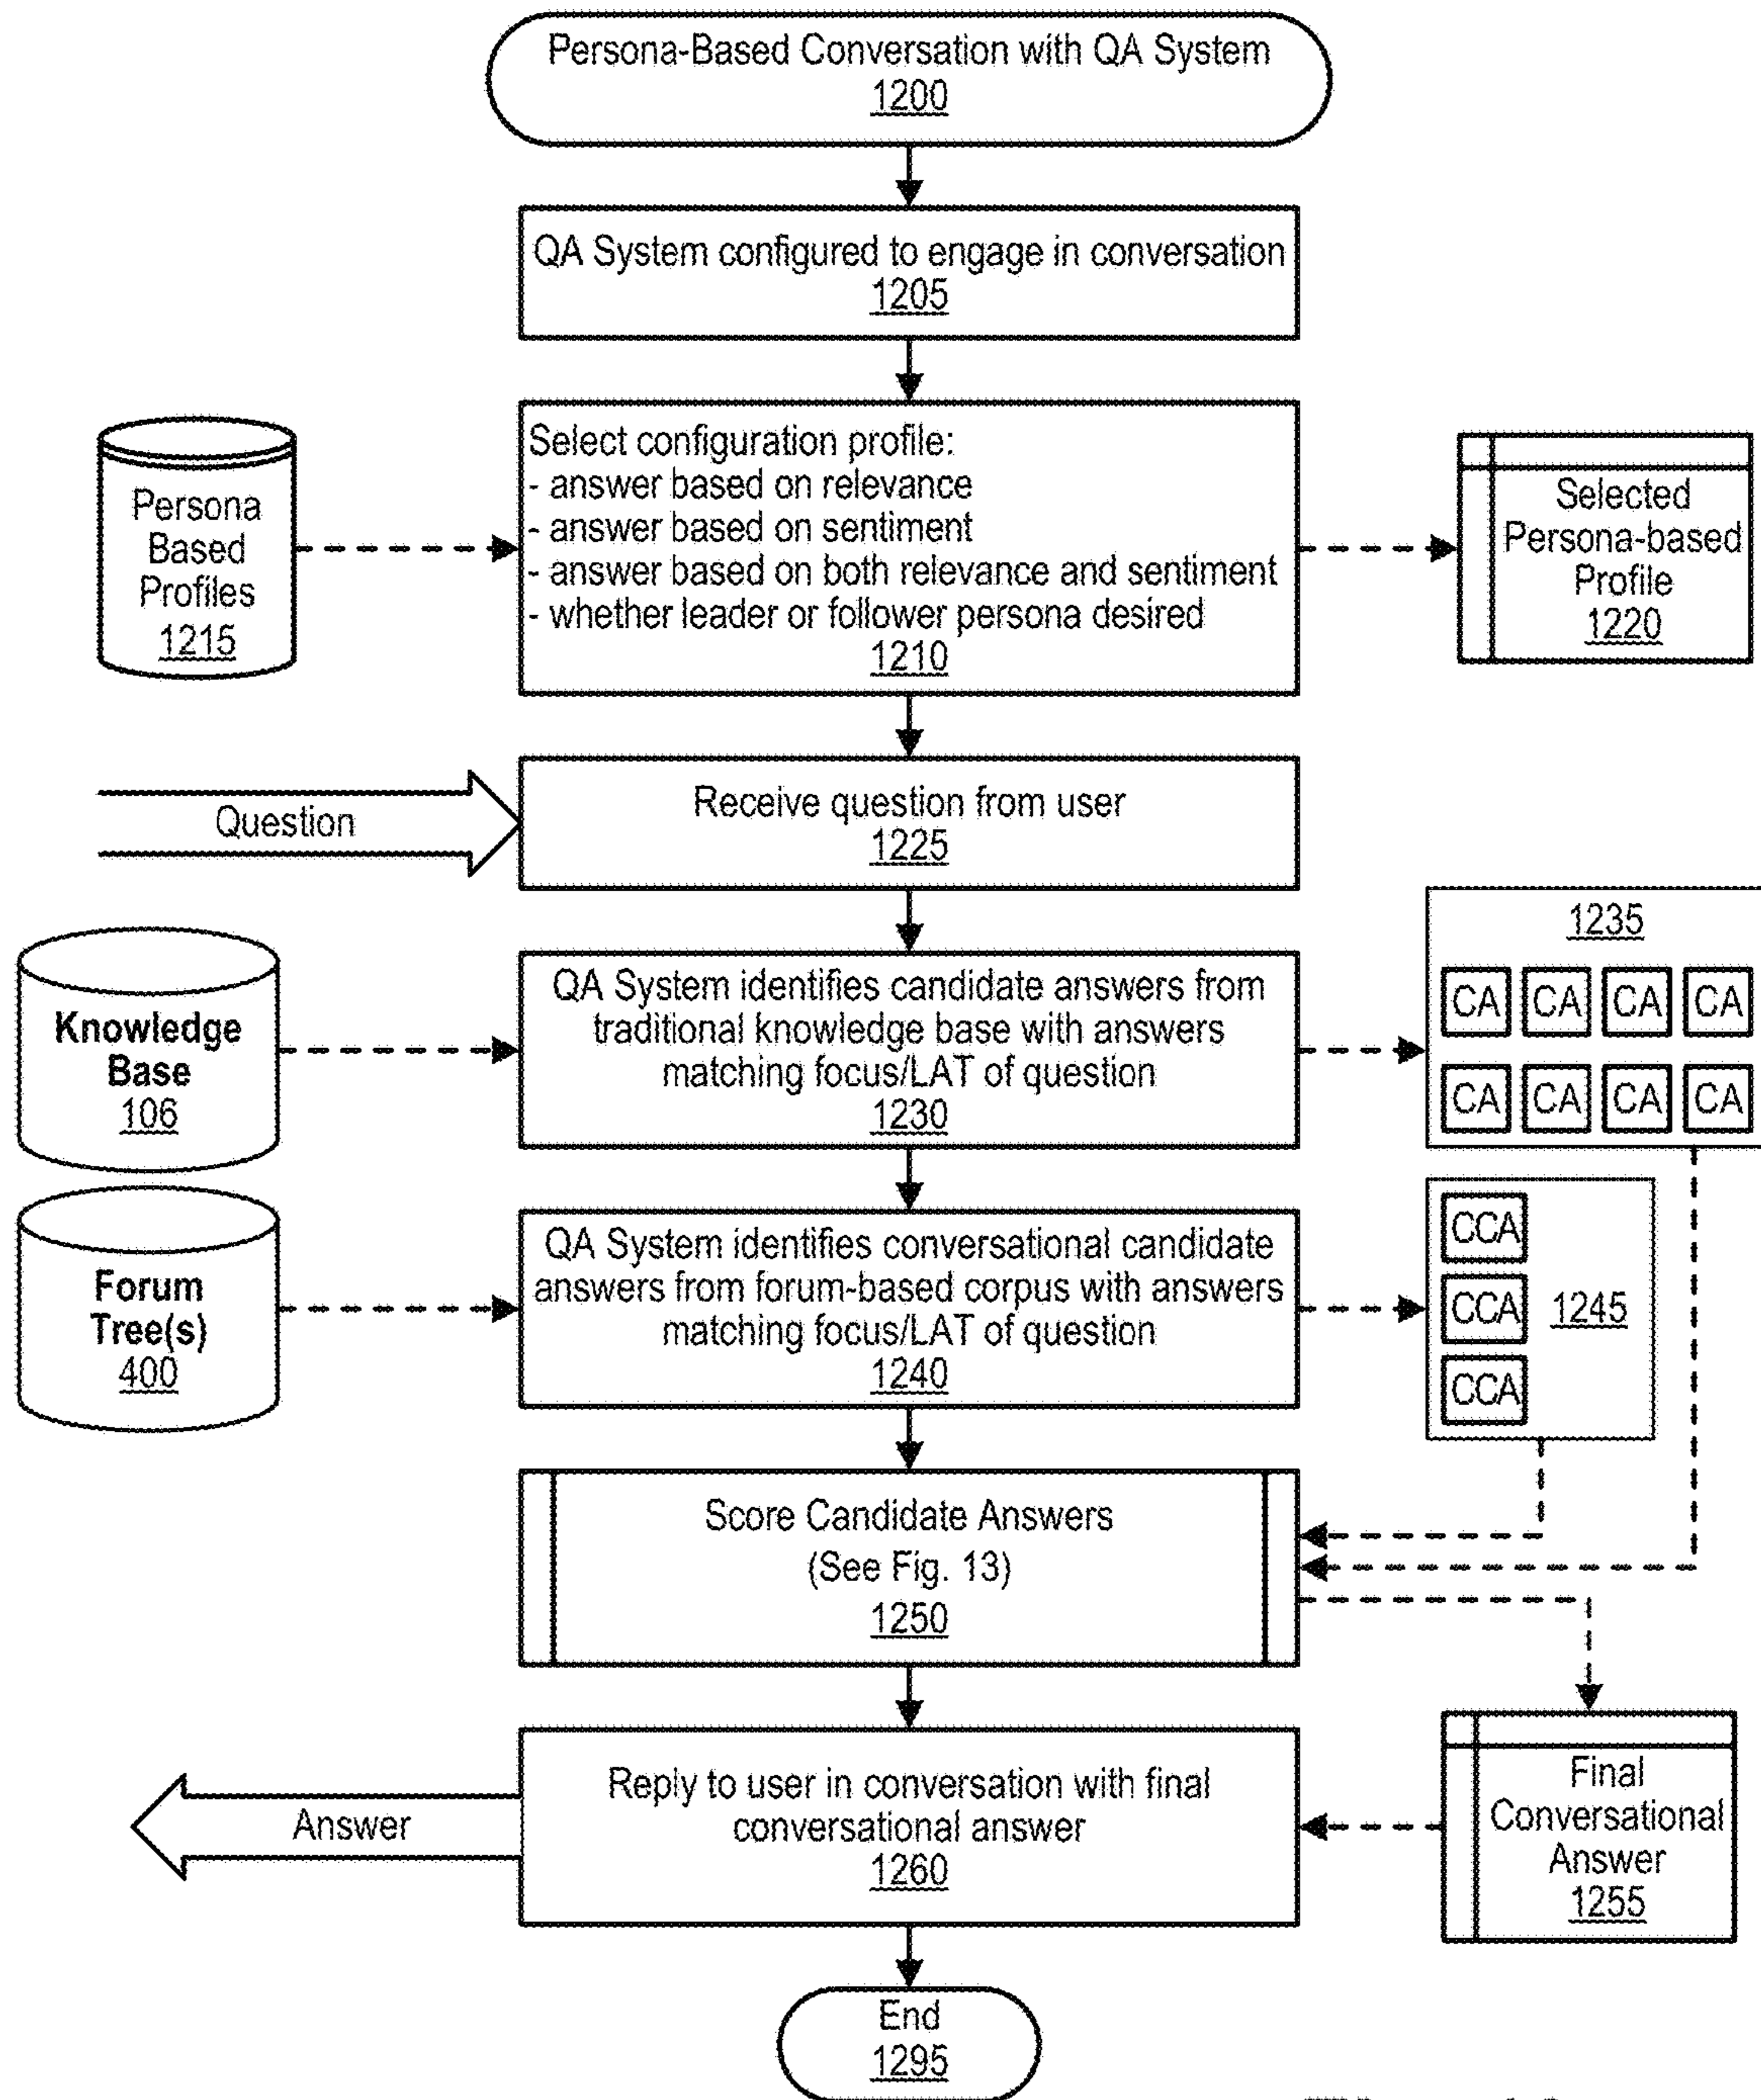 Persona-Based Conversation with QA System
1200
QA System configured to engage in conversation
1205
Persona
Based
Profiles
1215
Select configuration profile:
- answer based on relevance
- answer based on sentiment
- answer based on both relevance and sentiment
- whether leader or follower persona desired
1210
Selected
Persona-based
Profile
1220
Question
Receive question from user
1225
Knowledge
Base
106
QA System identifies candidate answers from
traditional knowledge base with answers
matching focus/LAT of question
1230
1235
CA CA CA CA
CA CA CA CA
Forum
Tree(s)
400
QA System identifies conversational candidate
answers from forum-based corpus with answers
matching focus/LAT of question
1240
CCA
CCA
CCA
1245
Score Candidate Answers
(See Fig. 13)
1250
Answer
Reply to user in conversation with final
conversational answer
1260
Final
Conversational
Answer
1255
End
1295